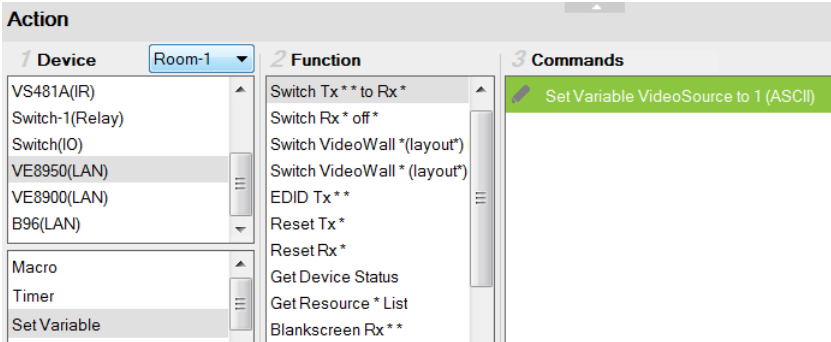 Action
1 Device
Room-1
2 Function
3 Commands
VS481A(IR)
Switch-1(Relay)
Switch(IO)
VE8950(LAN)
VE8900(LAN)
B96(LAN)
Macro
Timer
Set Variable
Switch Tx * * to Rx *
Switch Rx * off *
Switch VideoWall *(layout*)
Switch VideoWall * (layout*)
EDID Tx * *
Reset Tx *
Reset Rx *
Get Device Status
Get Resource * List
Blankscreen Rx * *
Set Variable VideoSource to 1 (ASCII)